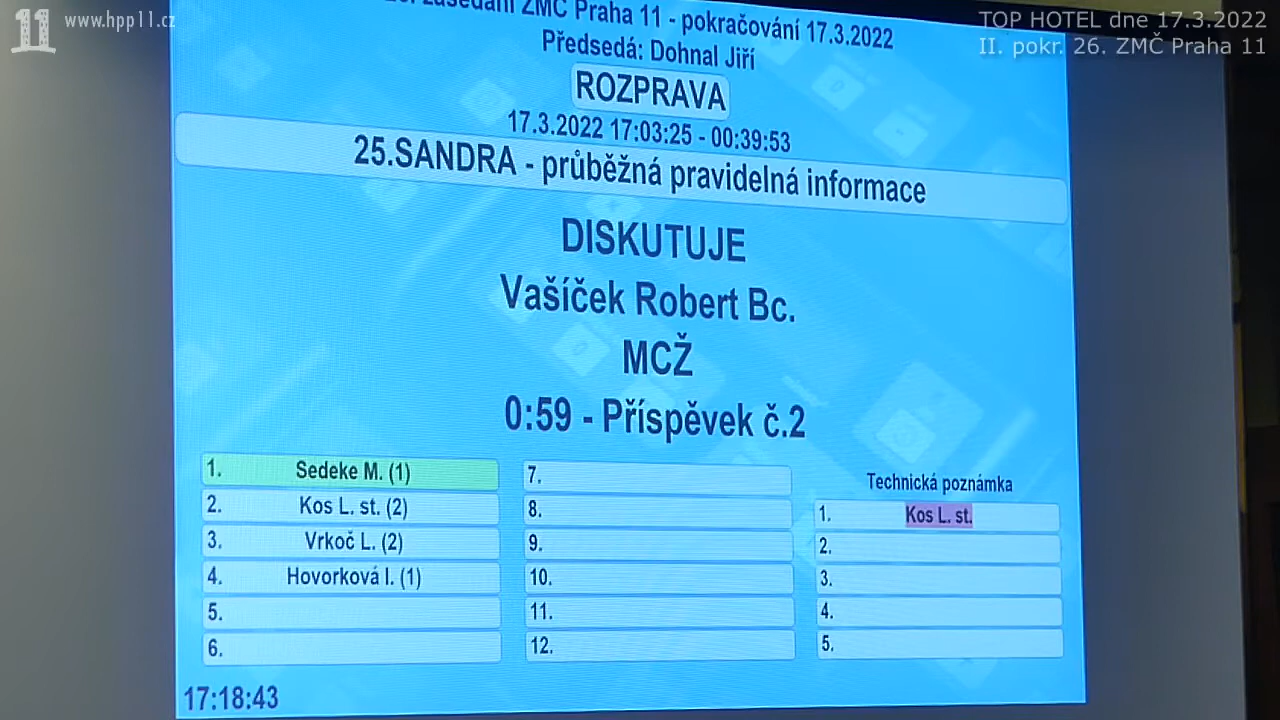 11 www.hpp11.cz
TOP HOTEL dne 17.3.2022
II. pokr. 26. ZMČ Praha 11
zasedání ZMČ Praha 11 - pokračování 17.3.2022
Předsedá: Dohnal Jiří
ROZPRAVA
17.3.2022 17:03:25 - 00:39:53
25.SANDRA - průběžná pravidelná informace
DISKUTUJE
Vašíček Robert Bc.
MCŽ
0:59 - Příspěvek č.2
1. Sedeke M. (1)
2. Kos L. st. (2)
3. Vrkoč L. (2)
4. Hovorková I. (1)
5.
6.
7.
8.
9.
10.
11.
12.
Technická poznámka
1. Kos L. st.
2.
3.
4.
5.
17:18:43